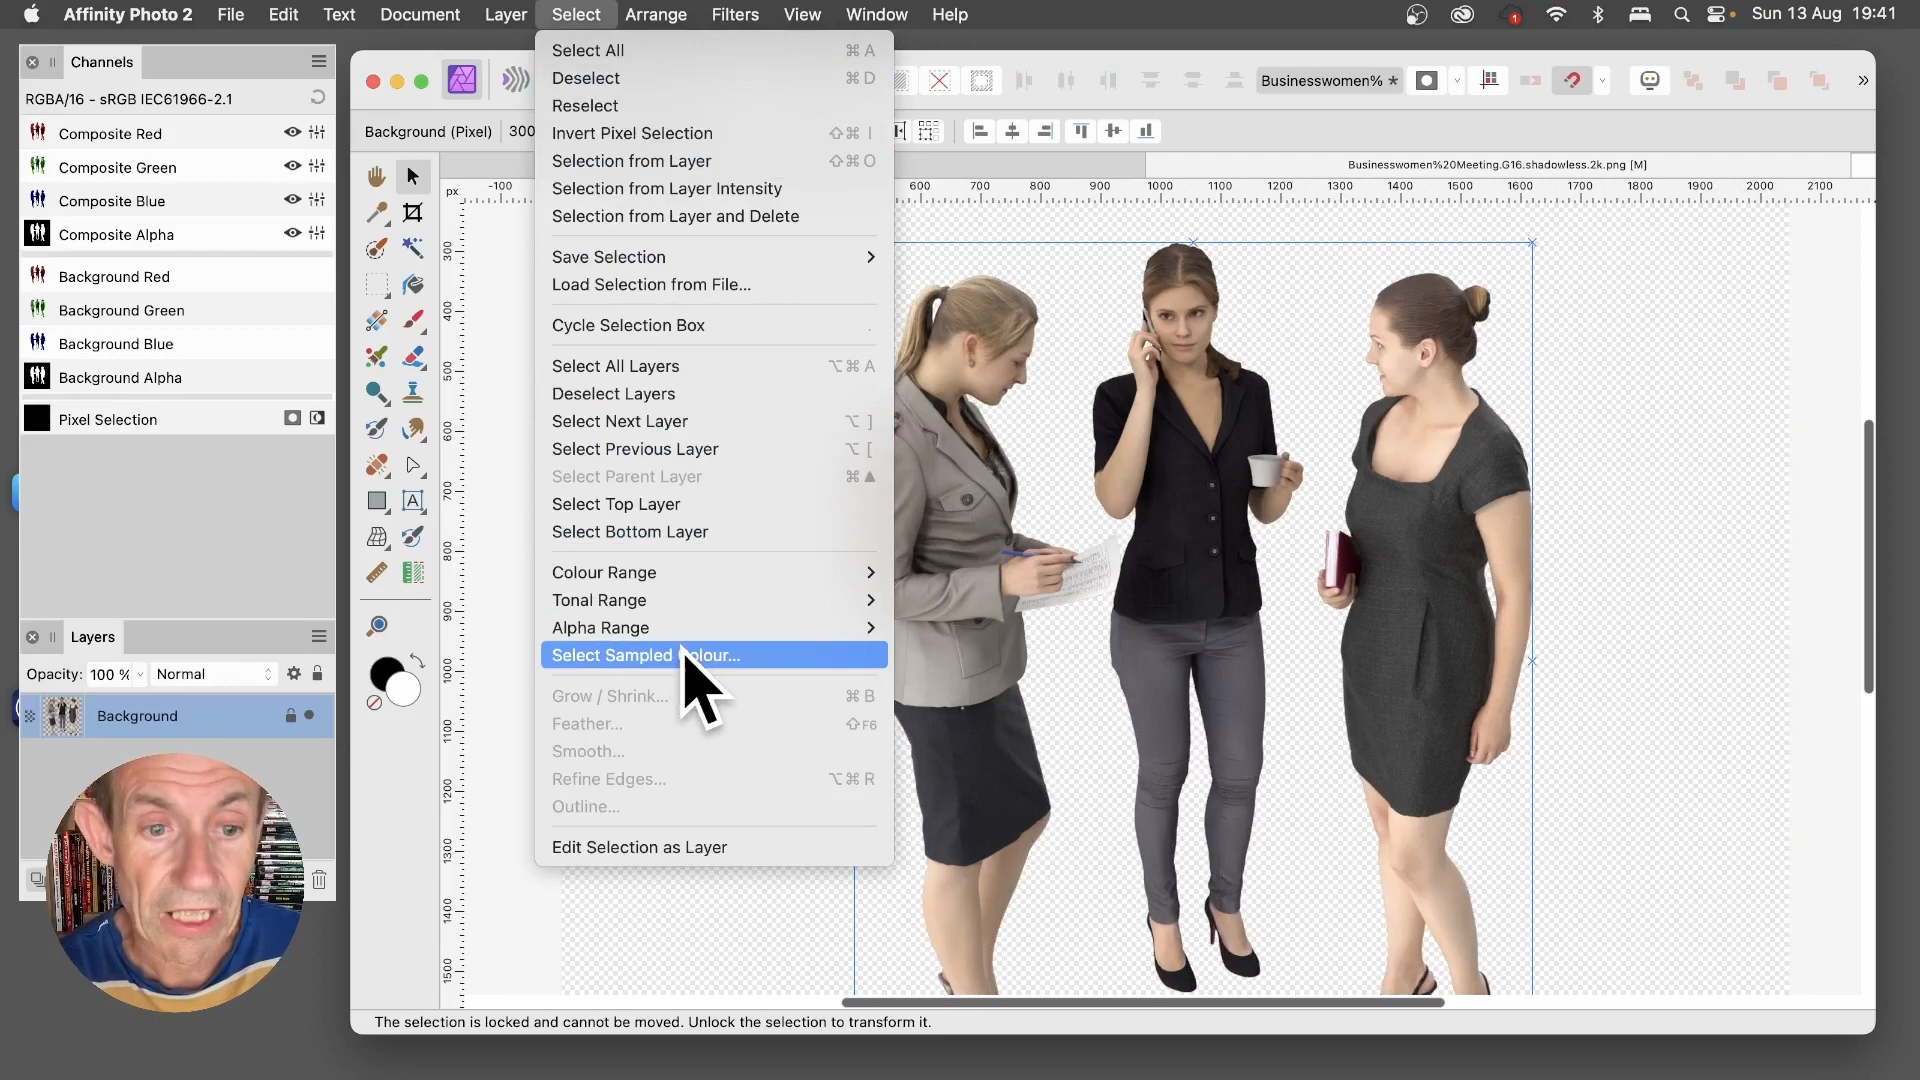 Affinity Photo 2 File Edit Text Document Layer Select Arrange Filters View Window Help 1 Sun 13 Aug 19:41
Channels
RGBA/16 - sRGB IEC61966-2.1
Composite Red
Composite Green
Composite Blue
Composite Alpha
Background Red
Background Green
Background Blue
Background Alpha
Pixel Selection
Layers
Opacity: 100 % Normal
Background
Select All ⌘ A
Deselect ⌘ D
Reselect
Invert Pixel Selection ⇧⌘ I
Selection from Layer ⇧⌘ O
Selection from Layer Intensity
Selection from Layer and Delete
Save Selection
Load Selection from File...
Cycle Selection Box .
Select All Layers ⌥⌘ A
Deselect Layers
Select Next Layer ⌥ ]
Select Previous Layer ⌥ [
Select Parent Layer ⌘▲
Select Top Layer
Select Bottom Layer
Colour Range
Tonal Range
Alpha Range
Select Sampled
Grow / Shrink... ⌘ B
Feather... ⇧F6
Smooth...
Refine Edges... ⌥⌘ R
Outline...
Edit Selection as Layer
Businesswomen% *
Background (Pixel) 300
Businesswomen%20Meeting.G16.shadowless.2k.png [M]
px -100 600 700 800 900 1000 1100 1200 1300 1400 1500 1600 1700 1800 1900 2000 2100
300
400
500
600
700
800
900
1000
1100
1200
1300
1400
1500
The selection is locked and cannot be moved. Unlock the selection to transform it.